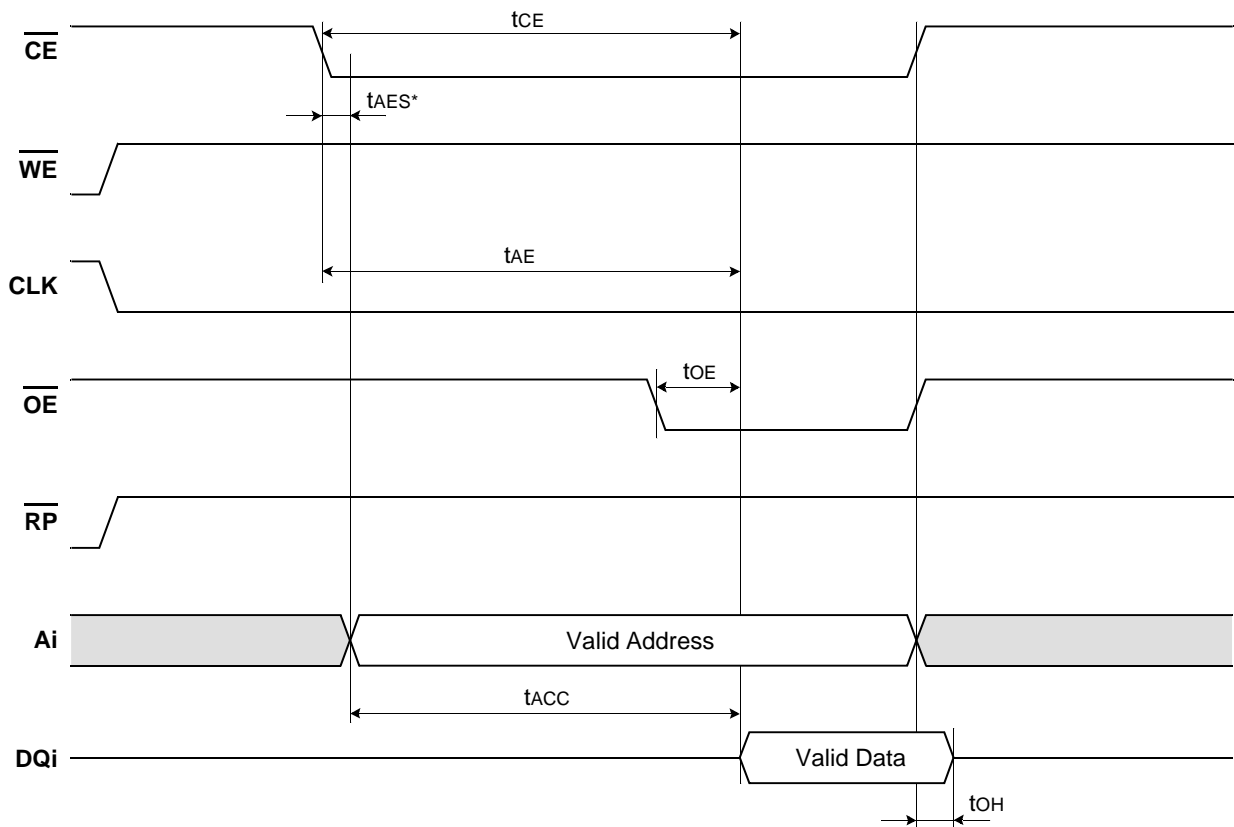 tCE
CE
tAES*
WE
tAE
CLK
tOE
OE
RP
Ai
Valid Address
tACC
DQi
Valid Data
tOH